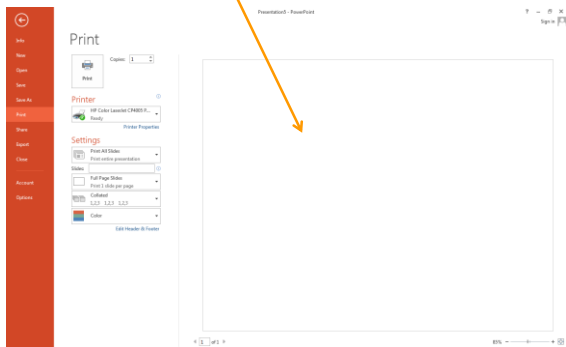 Presentation5 - PowerPoint
?
Sign in
Info
New
Open
Save
Save As
Print
Share
Export
Close
Account
Options
Print
Copies: 1
Print
Printer
HP Color LaserJet CP4005 P...
Ready
Printer Properties
Settings
Print All Slides
Print entire presentation
Slides:
Full Page Slides
Print 1 slide per page
Collated
1,2,3 1,2,3 1,2,3
Color
Edit Header & Footer
1 of 1